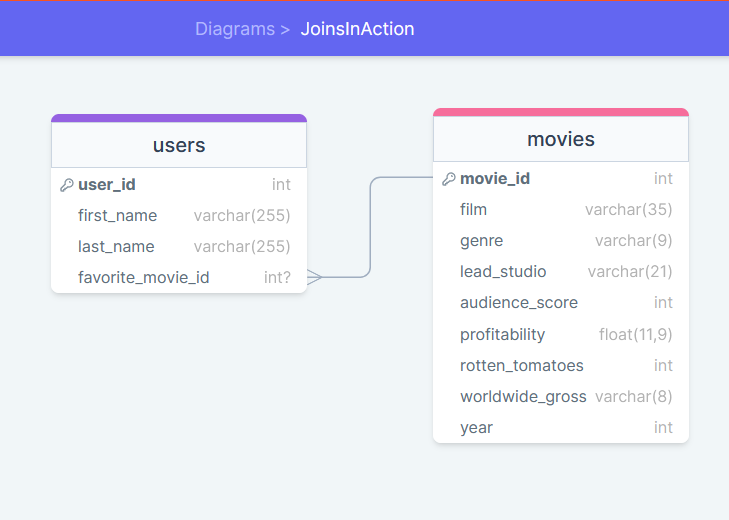 Diagrams > JoinsInAction
users
user_id int
first_name varchar(255)
last_name varchar(255)
favorite_movie_id int?
movies
movie_id int
film varchar(35)
genre varchar(9)
lead_studio varchar(21)
audience_score int
profitability float(11,9)
rotten_tomatoes int
worldwide_gross varchar(8)
year int